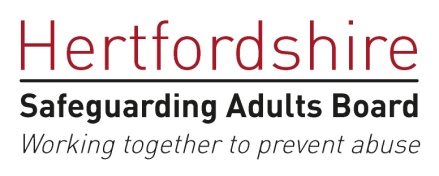 Hertfordshire
Safeguarding Adults Board
Working together to prevent abuse